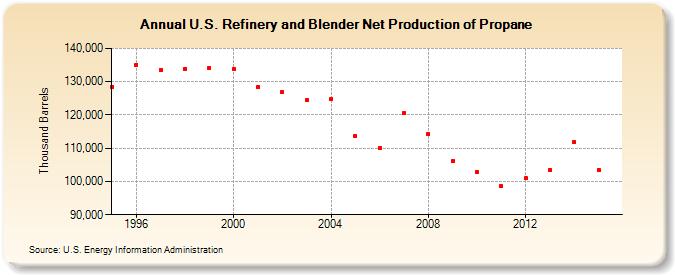 Annual U.S. Refinery and Blender Net Production of Propane
Thousand Barrels
140,000
130,000
120,000
110,000
100,000
90,000
1996 2000 2004 2008 2012
Source: U.S. Energy Information Administration